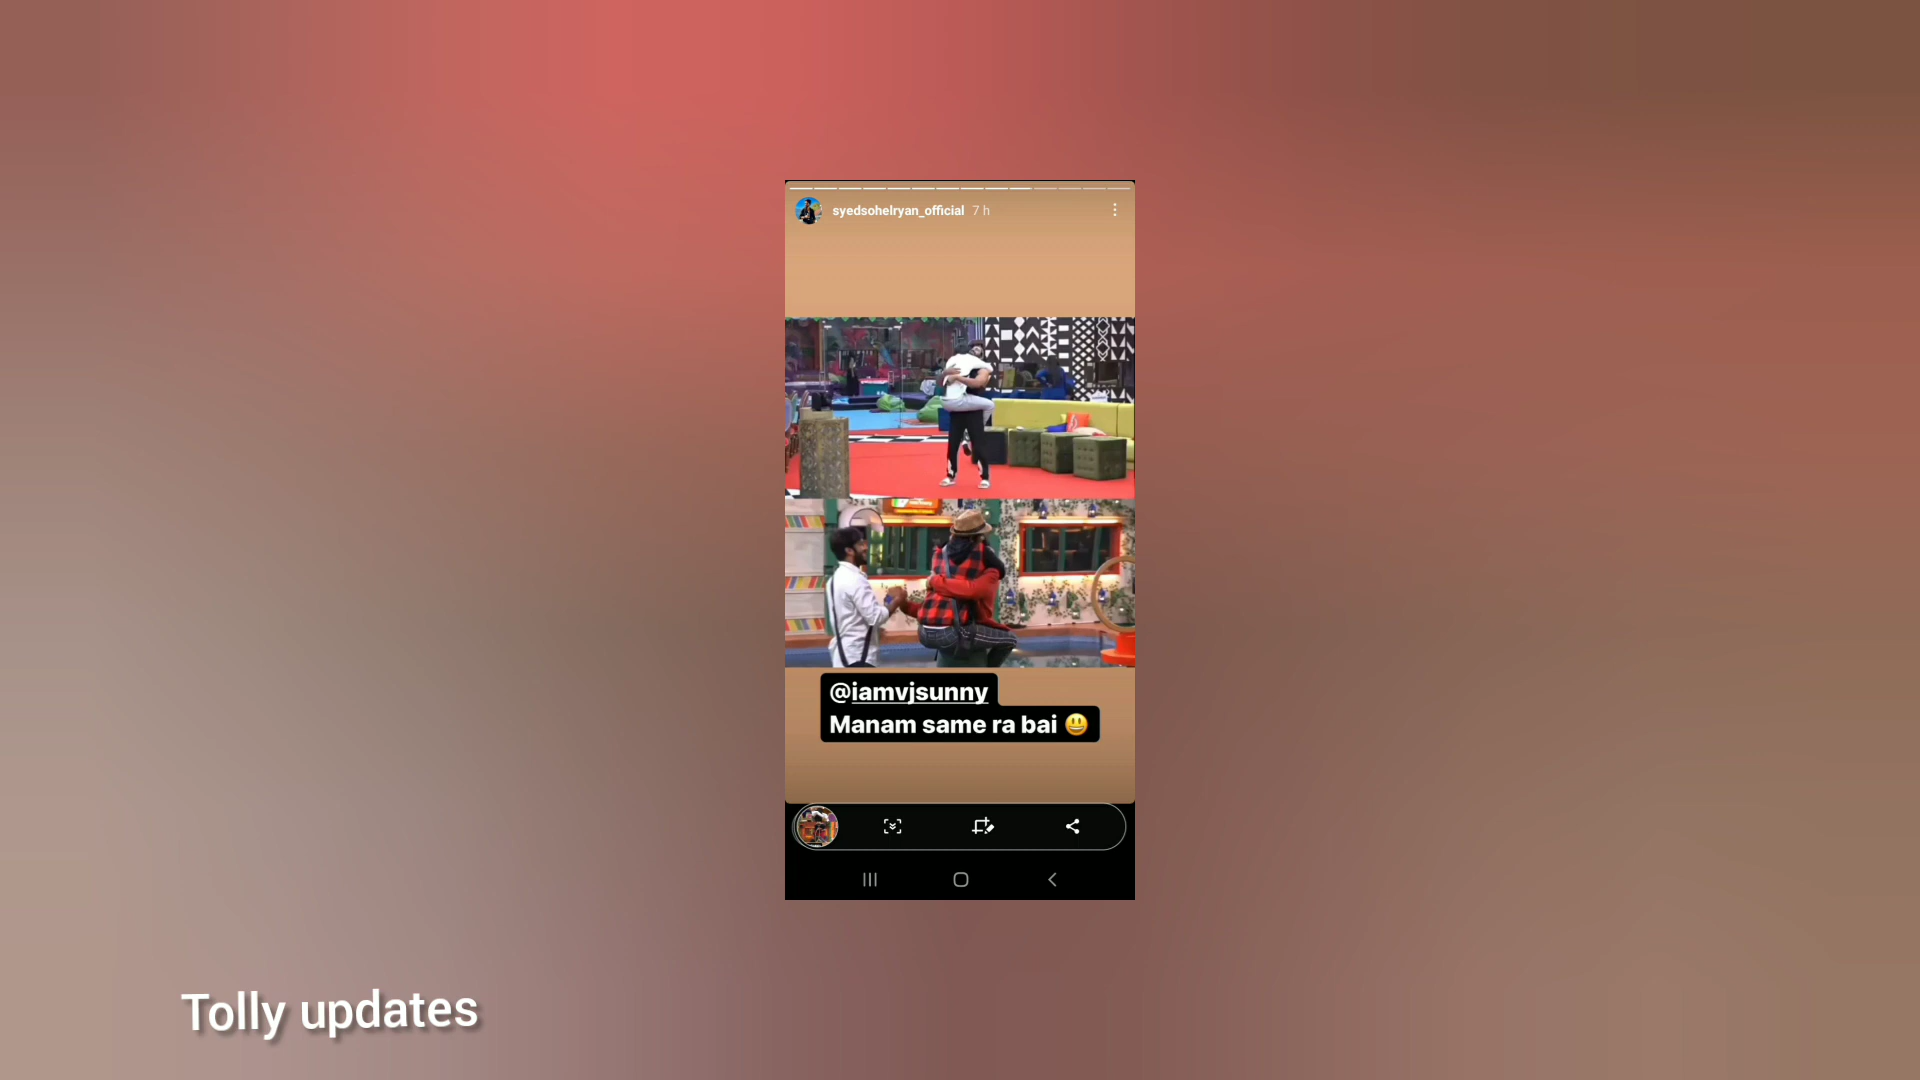 syedsohelryan_official 7 h
@iamvjsunny
Manam same ra bai 😃
Tolly updates